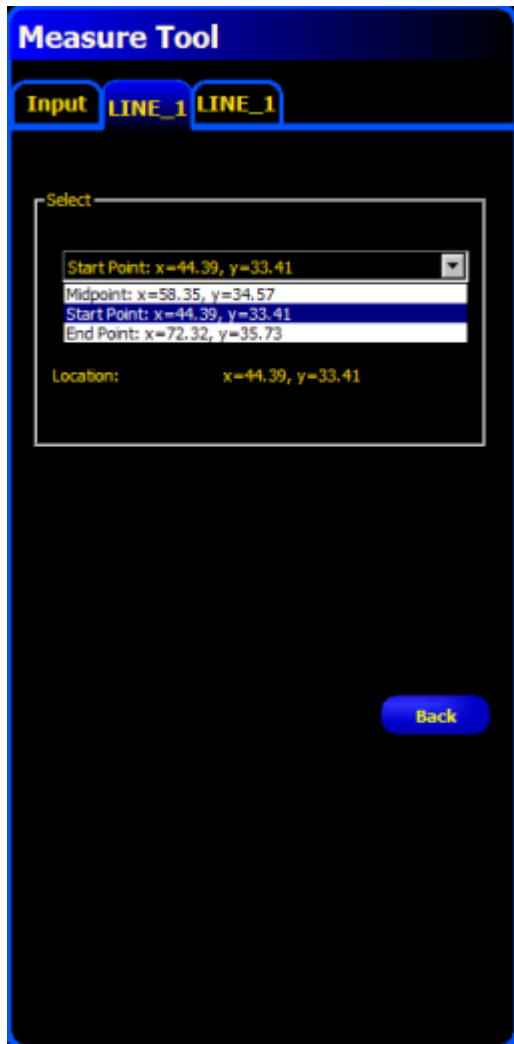 Measure Tool
Input LINE_1 LINE_1
Select
Start Point: x=44.39, y=33.41
Midpoint: x=58.35, y=34.57
Start Point: x=44.39, y=33.41
End Point: x=72.32, y=35.73
Location: x=44.39, y=33.41
Back